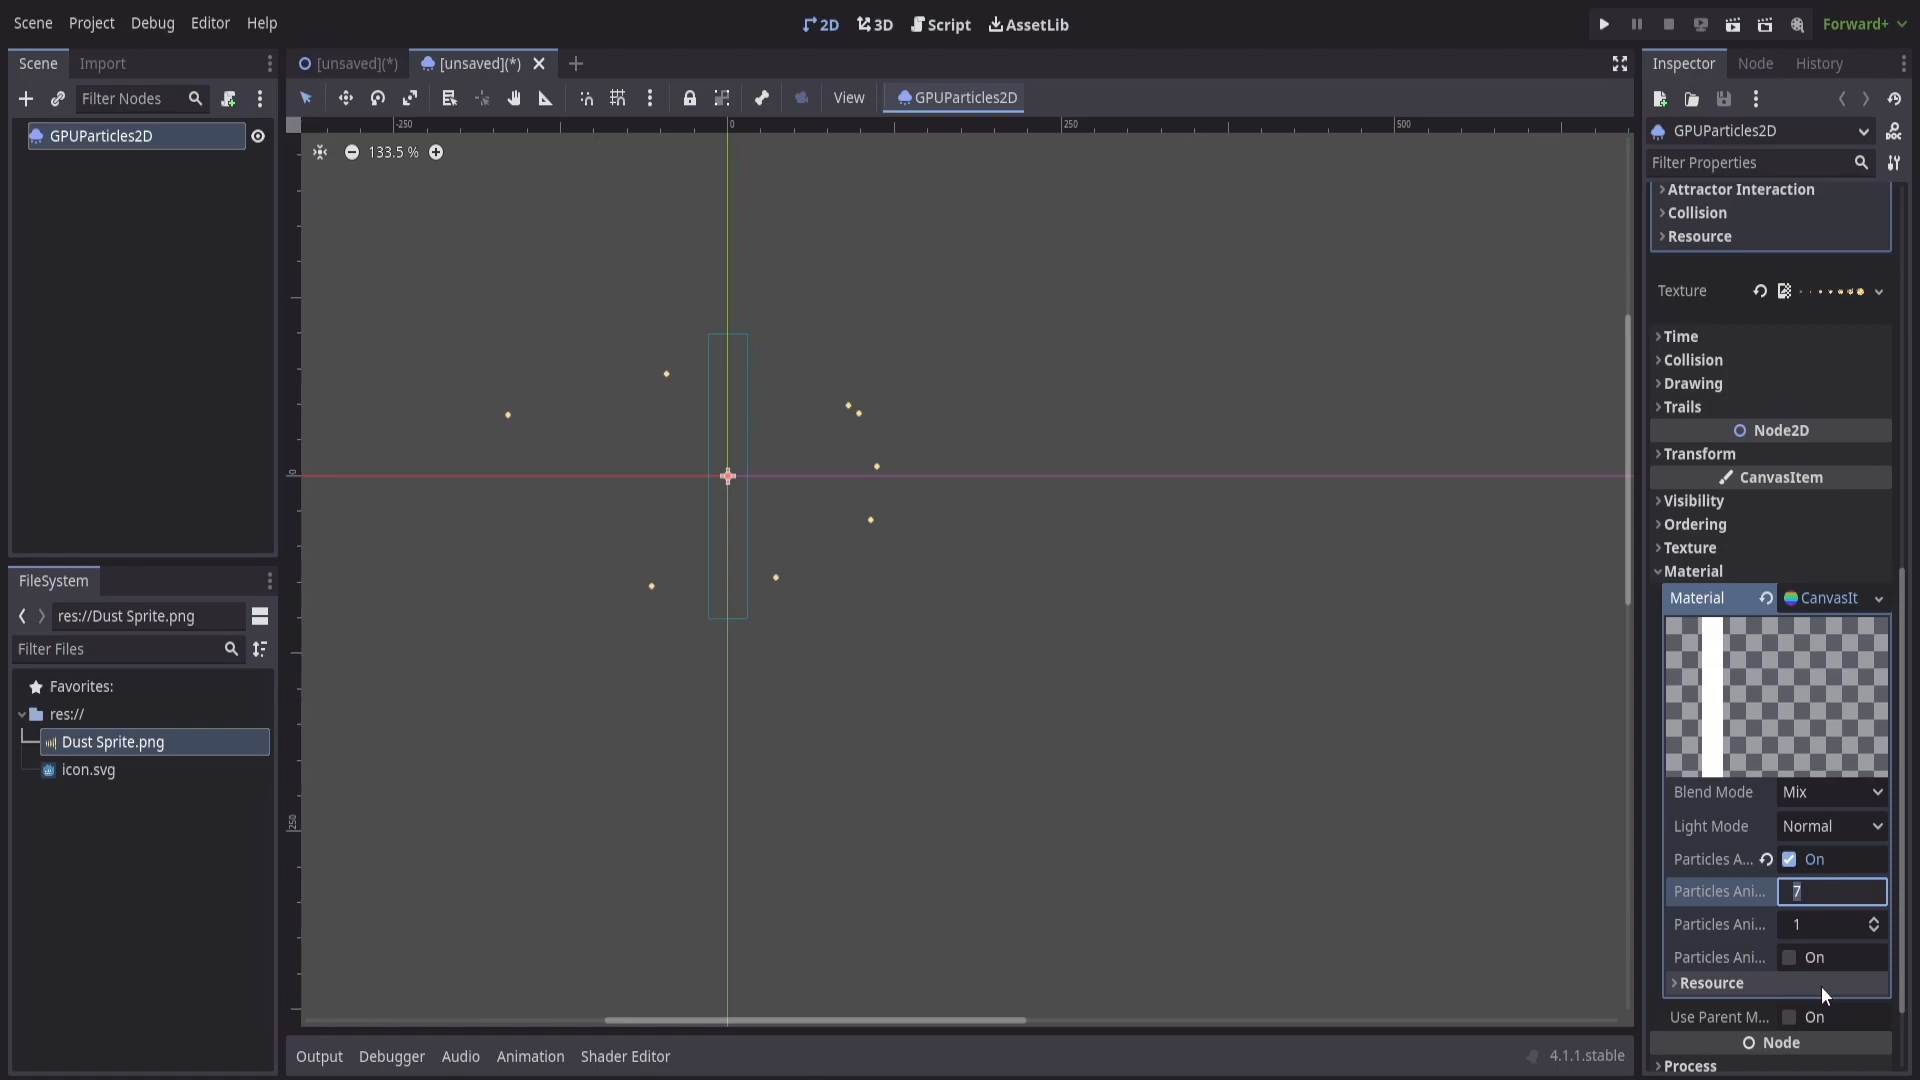 Scene Project Debug Editor Help
2D 3D Script AssetLib
Forward+
Scene Import
[unsaved](*) [unsaved](*)
Inspector Node History
Filter Nodes
View GPUParticles2D
GPUParticles2D
GPUParticles2D
Filter Properties
-250 0 250 500
133.5 %
0
250
Attractor Interaction
Collision
Resource
Texture
Time
Collision
Drawing
Trails
Node2D
Transform
CanvasItem
Visibility
Ordering
Texture
Material
Material CanvasIt
Blend Mode Mix
Light Mode Normal
Particles A... On
Particles Ani... 7
Particles Ani... 1
Particles Ani... On
Resource
Use Parent M... On
Node
Process
FileSystem
res://Dust Sprite.png
Filter Files
Favorites:
res://
Dust Sprite.png
icon.svg
Output Debugger Audio Animation Shader Editor
4.1.1.stable